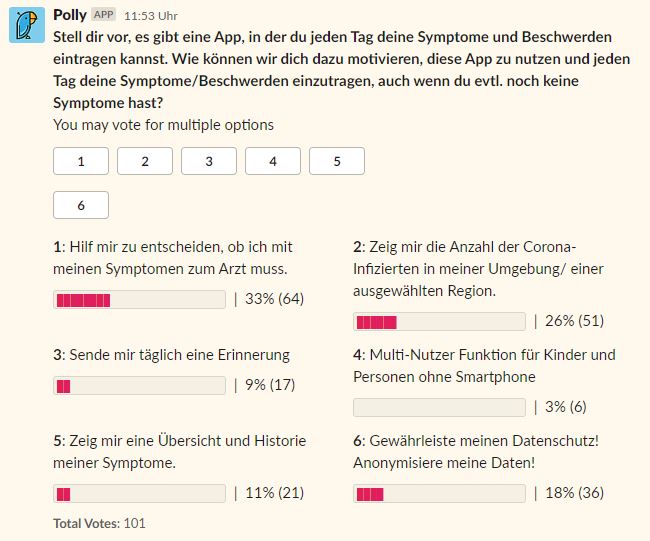 Polly APP 11:53 Uhr
Stell dir vor, es gibt eine App, in der du jeden Tag deine Symptome und Beschwerden
eintragen kannst. Wie können wir dich dazu motivieren, diese App zu nutzen und jeden
Tag deine Symptome/Beschwerden einzutragen, auch wenn du evtl. noch keine
Symptome hast?
You may vote for multiple options
1 2 3 4 5
6
1: Hilf mir zu entscheiden, ob ich mit
meinen Symptomen zum Arzt muss.
| 33% (64)
2: Zeig mir die Anzahl der Corona-
Infizierten in meiner Umgebung/ einer
ausgewählten Region.
| 26% (51)
3: Sende mir täglich eine Erinnerung
| 9% (17)
4: Multi-Nutzer Funktion für Kinder und
Personen ohne Smartphone
| 3% (6)
5: Zeig mir eine Übersicht und Historie
meiner Symptome.
| 11% (21)
6: Gewährleiste meinen Datenschutz!
Anonymisiere meine Daten!
| 18% (36)
Total Votes: 101